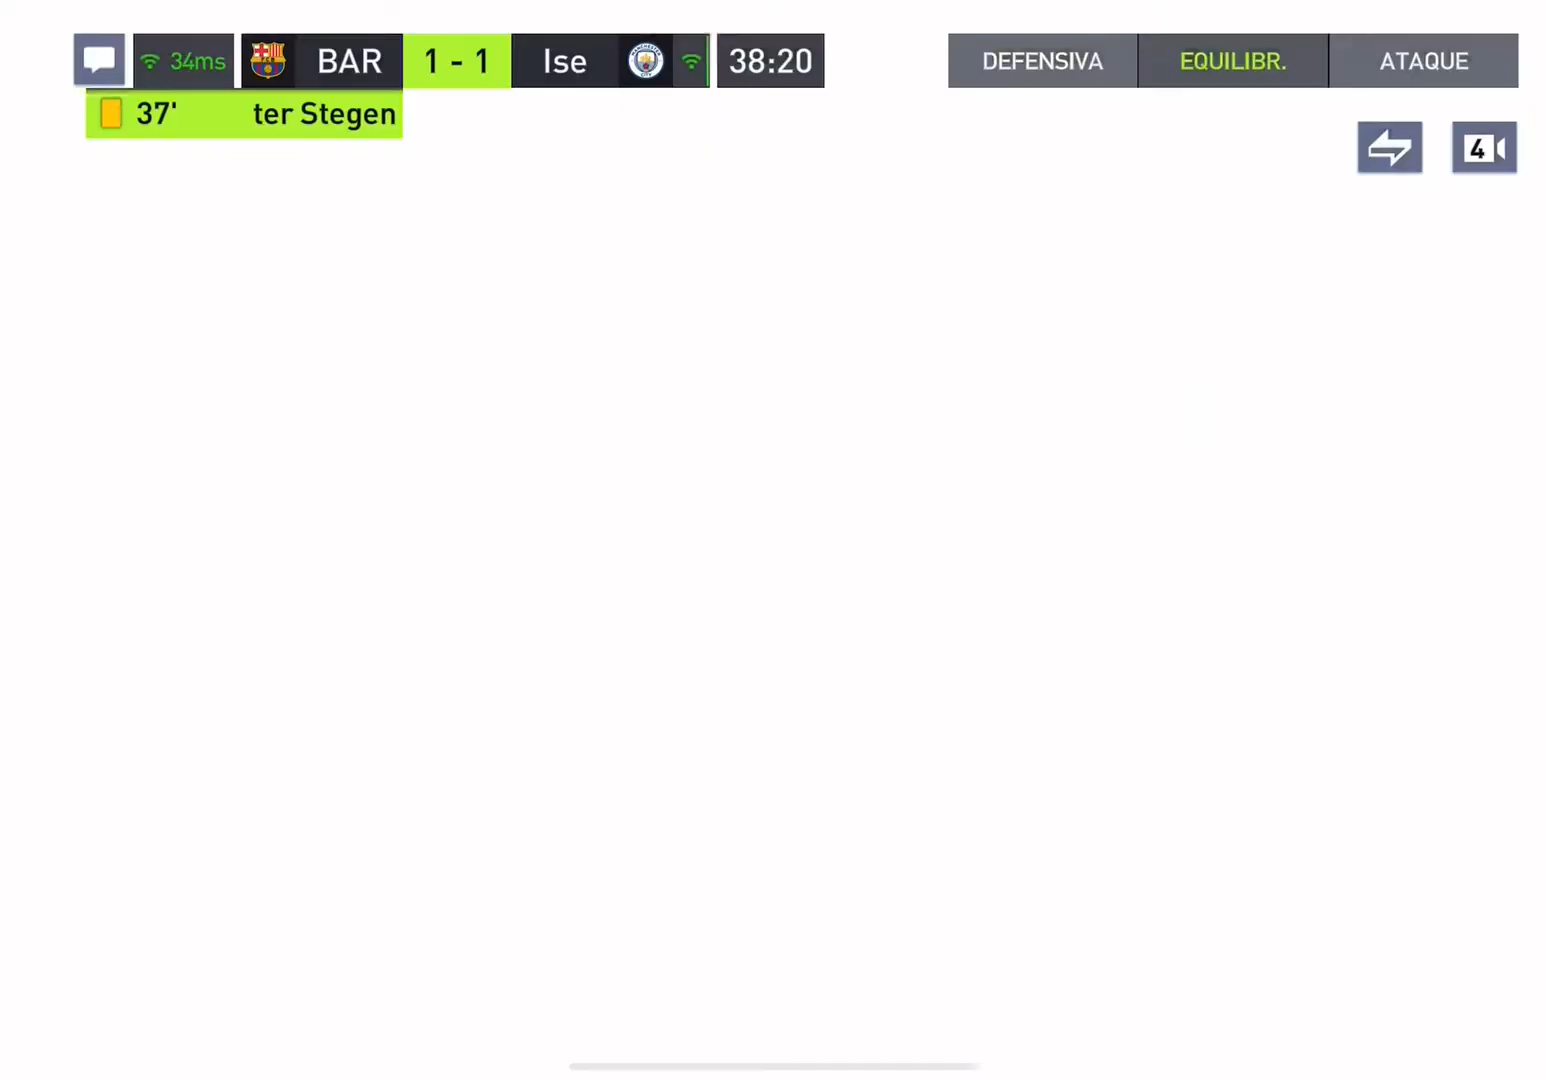 34ms BAR 1 - 1 Ise 38:20 DEFENSIVA EQUILIBR. ATAQUE
37' ter Stegen
4